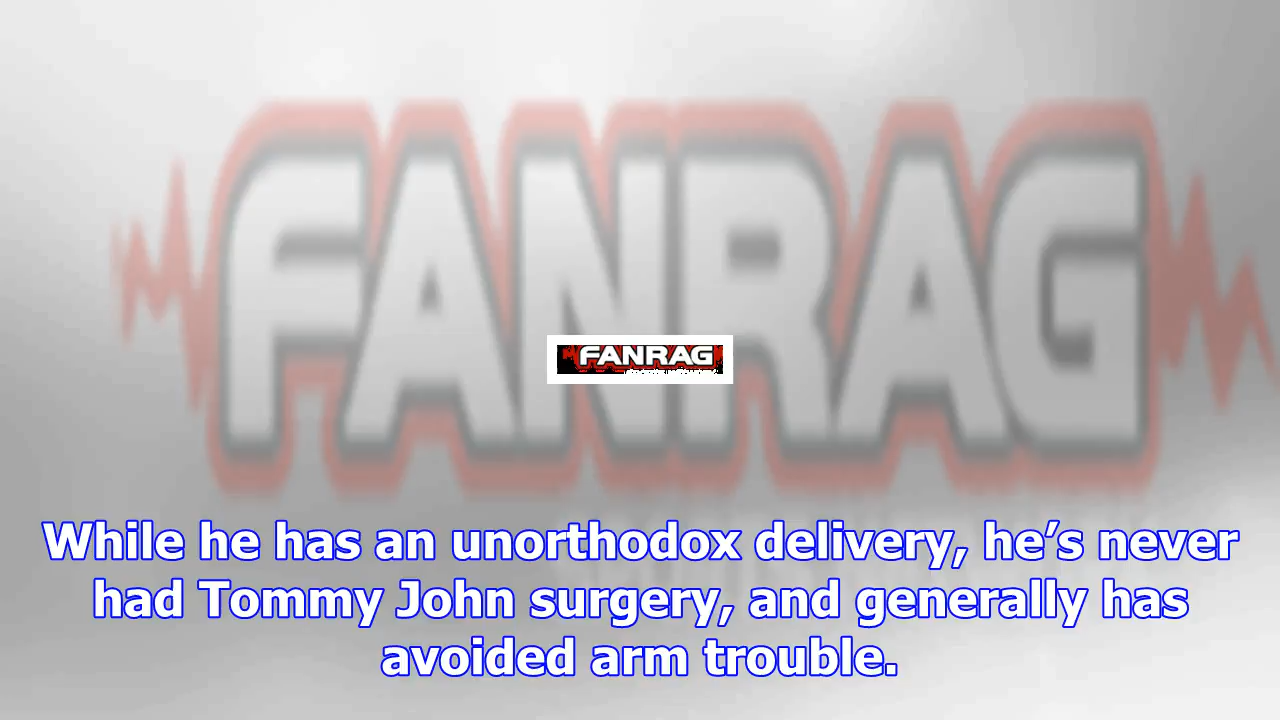 FANRAG
FANRAG
While he has an unorthodox delivery, he’s never
had Tommy John surgery, and generally has
avoided arm trouble.